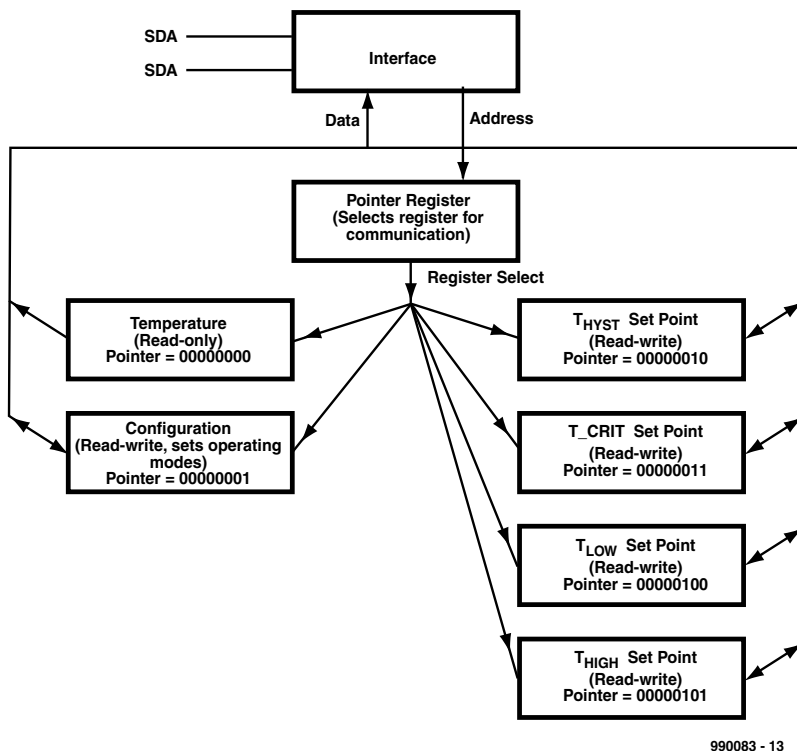 SDA
SDA
Interface
Data
Address
Pointer Register
(Selects register for
communication)
Register Select
Temperature
(Read-only)
Pointer = 00000000
Configuration
(Read-write, sets operating
modes)
Pointer = 00000001
THYST Set Point
(Read-write)
Pointer = 00000010
T_CRIT Set Point
(Read-write)
Pointer = 00000011
TLOW Set Point
(Read-write)
Pointer = 00000100
THIGH Set Point
(Read-write)
Pointer = 00000101
990083 - 13